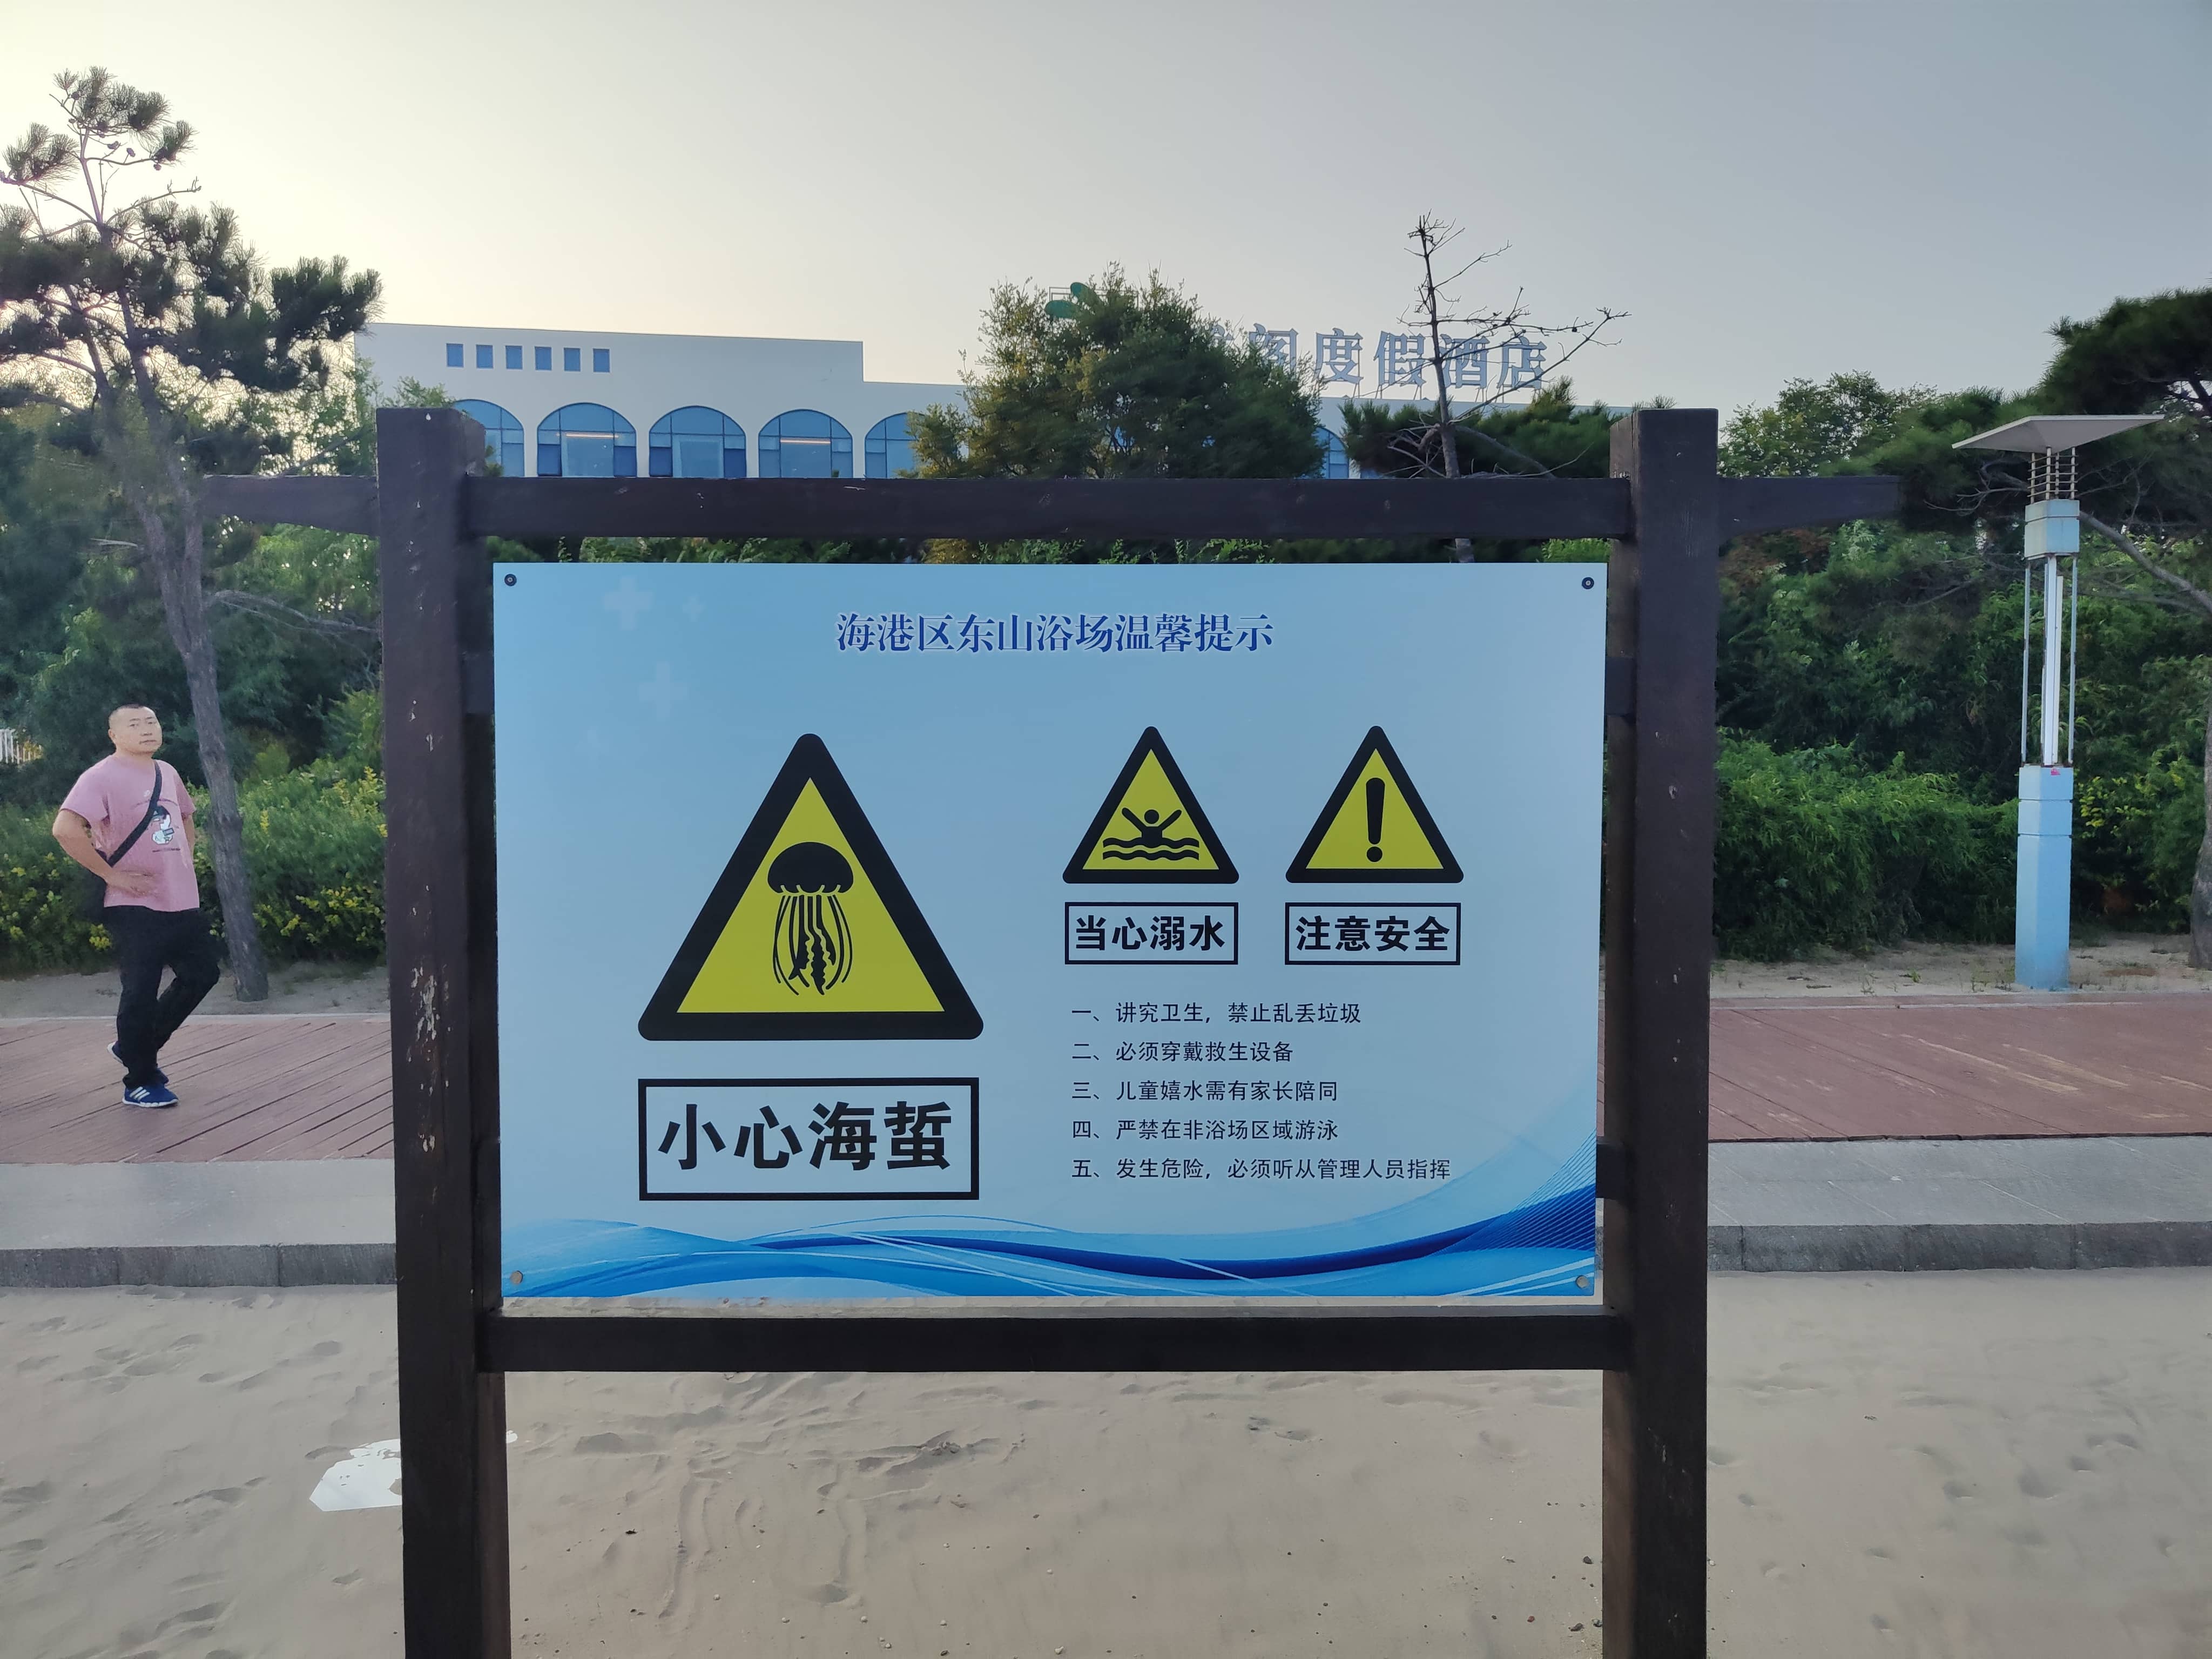 阁度假酒店
海港区东山浴场温馨提示
当心溺水
注意安全
小心海蜇
一、讲究卫生，禁止乱丢垃圾
二、必须穿戴救生设备
三、儿童嬉水需有家长陪同
四、严禁在非浴场区域游泳
五、发生危险，必须听从管理人员指挥